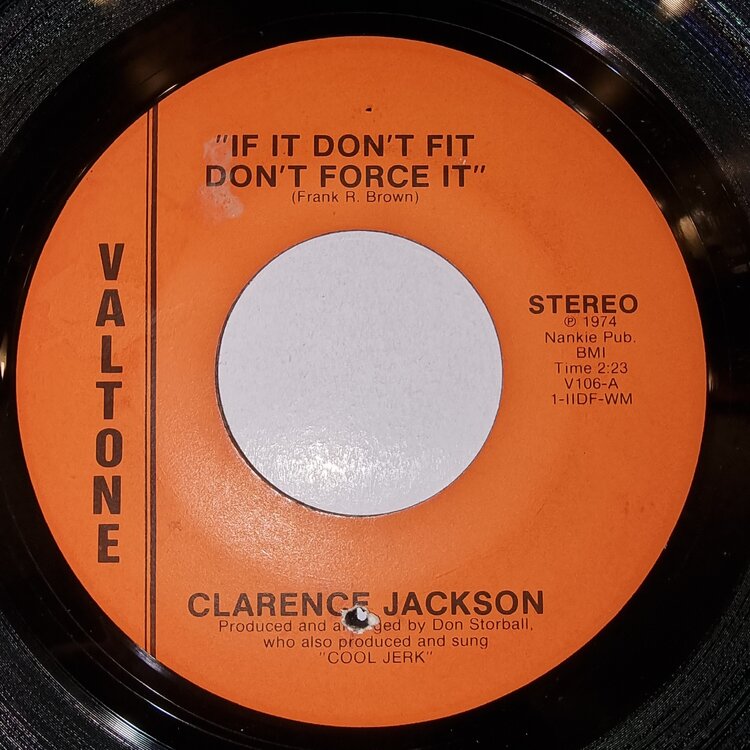 "IF IT DON'T FIT
DON'T FORCE IT"
(Frank R. Brown)
VALTONE
STEREO
℗ 1974
Nankie Pub.
BMI
Time 2:23
V106-A
1-IIDF-WM
CLARENCE JACKSON
Produced and arranged by Don Storball,
who also produced and sung
"COOL JERK"